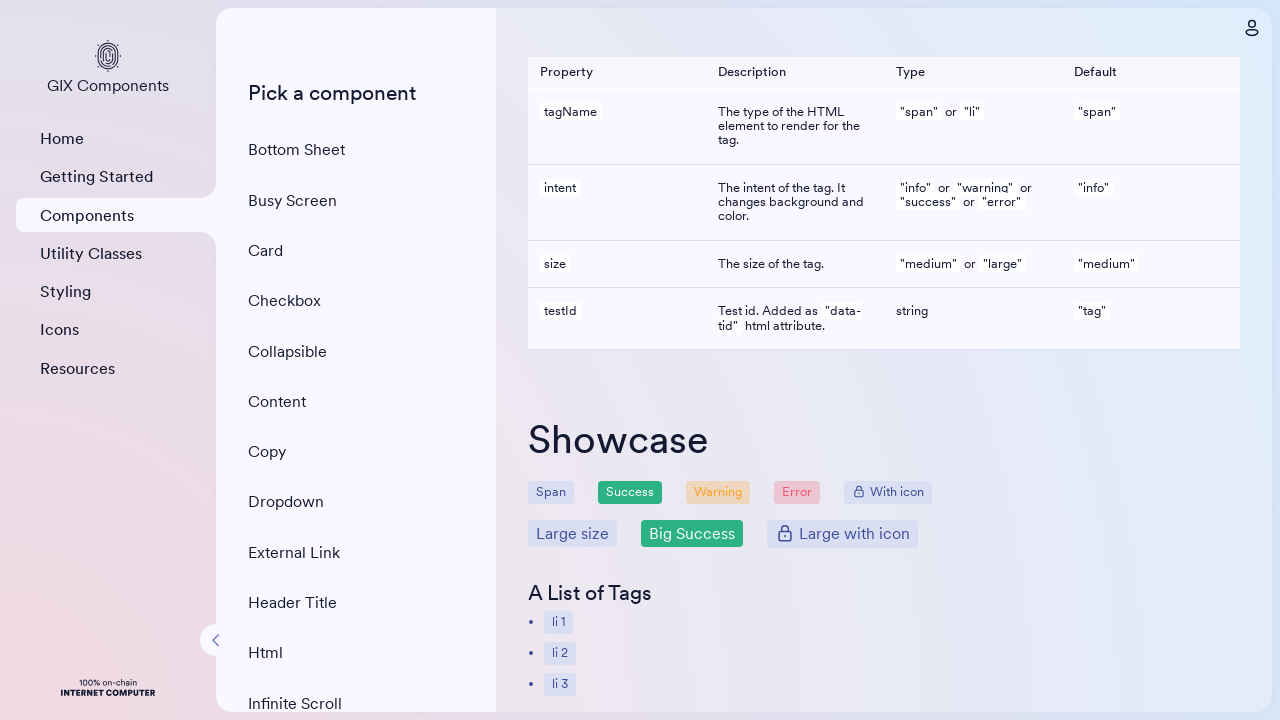 GIX Components
Home
Getting Started
Components
Utility Classes
Styling
Icons
Resources
100% on-chain
INTERNET COMPUTER
Pick a component
Bottom Sheet
Busy Screen
Card
Checkbox
Collapsible
Content
Copy
Dropdown
External Link
Header Title
Html
Infinite Scroll
Property Description Type Default
tagName The type of the HTML "span" or "li" "span"
element to render for the
tag.
intent The intent of the tag. It "info" or "warning" or "info"
changes background and "success" or "error"
color.
size The size of the tag. "medium" or "large" "medium"
testId Test id. Added as "data- string "tag"
tid" html attribute.
Showcase
Span Success Warning Error With icon
Large size Big Success Large with icon
A List of Tags
• li 1
• li 2
• li 3